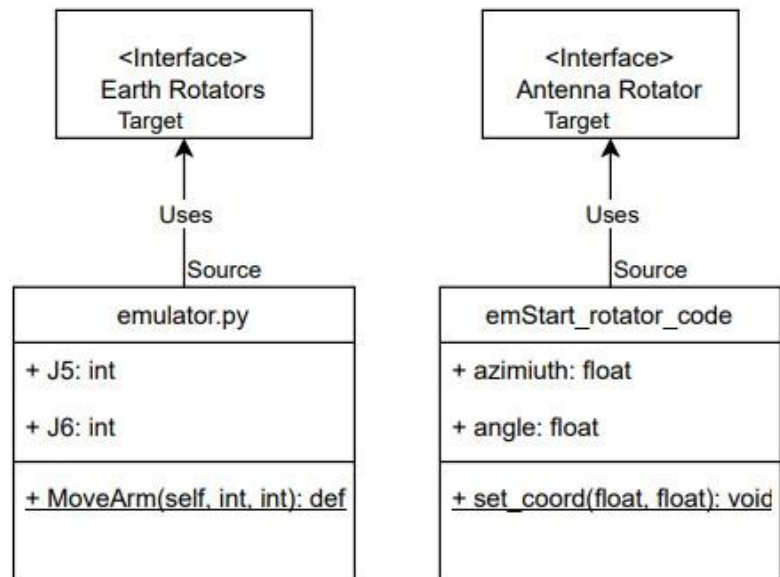 <Interface>
Earth Rotators
Target
Uses
Source
emulator.py
+ J5: int
+ J6: int
+ MoveArm(self, int, int): def
<Interface>
Antenna Rotator
Target
Uses
Source
emStart_rotator_code
+ azimiuth: float
+ angle: float
+ set_coord(float, float): void